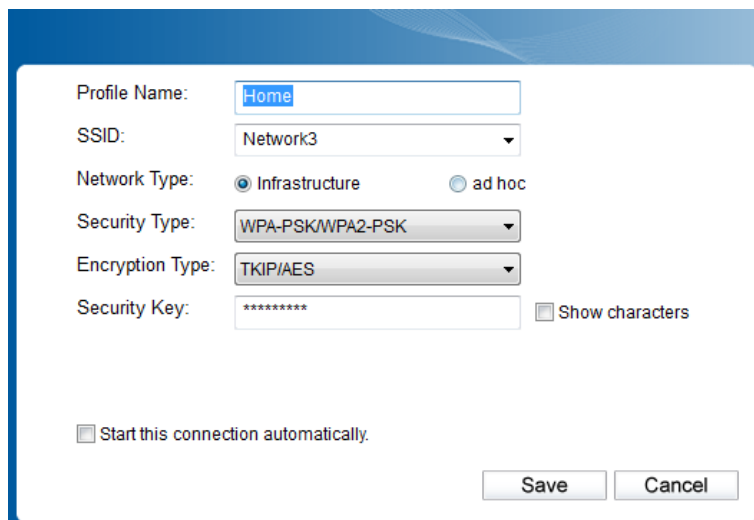 Profile Name: Home
SSID: Network3
Network Type: Infrastructure ad hoc
Security Type: WPA-PSK/WPA2-PSK
Encryption Type: TKIP/AES
Security Key: ********* Show characters
Start this connection automatically.
Save Cancel